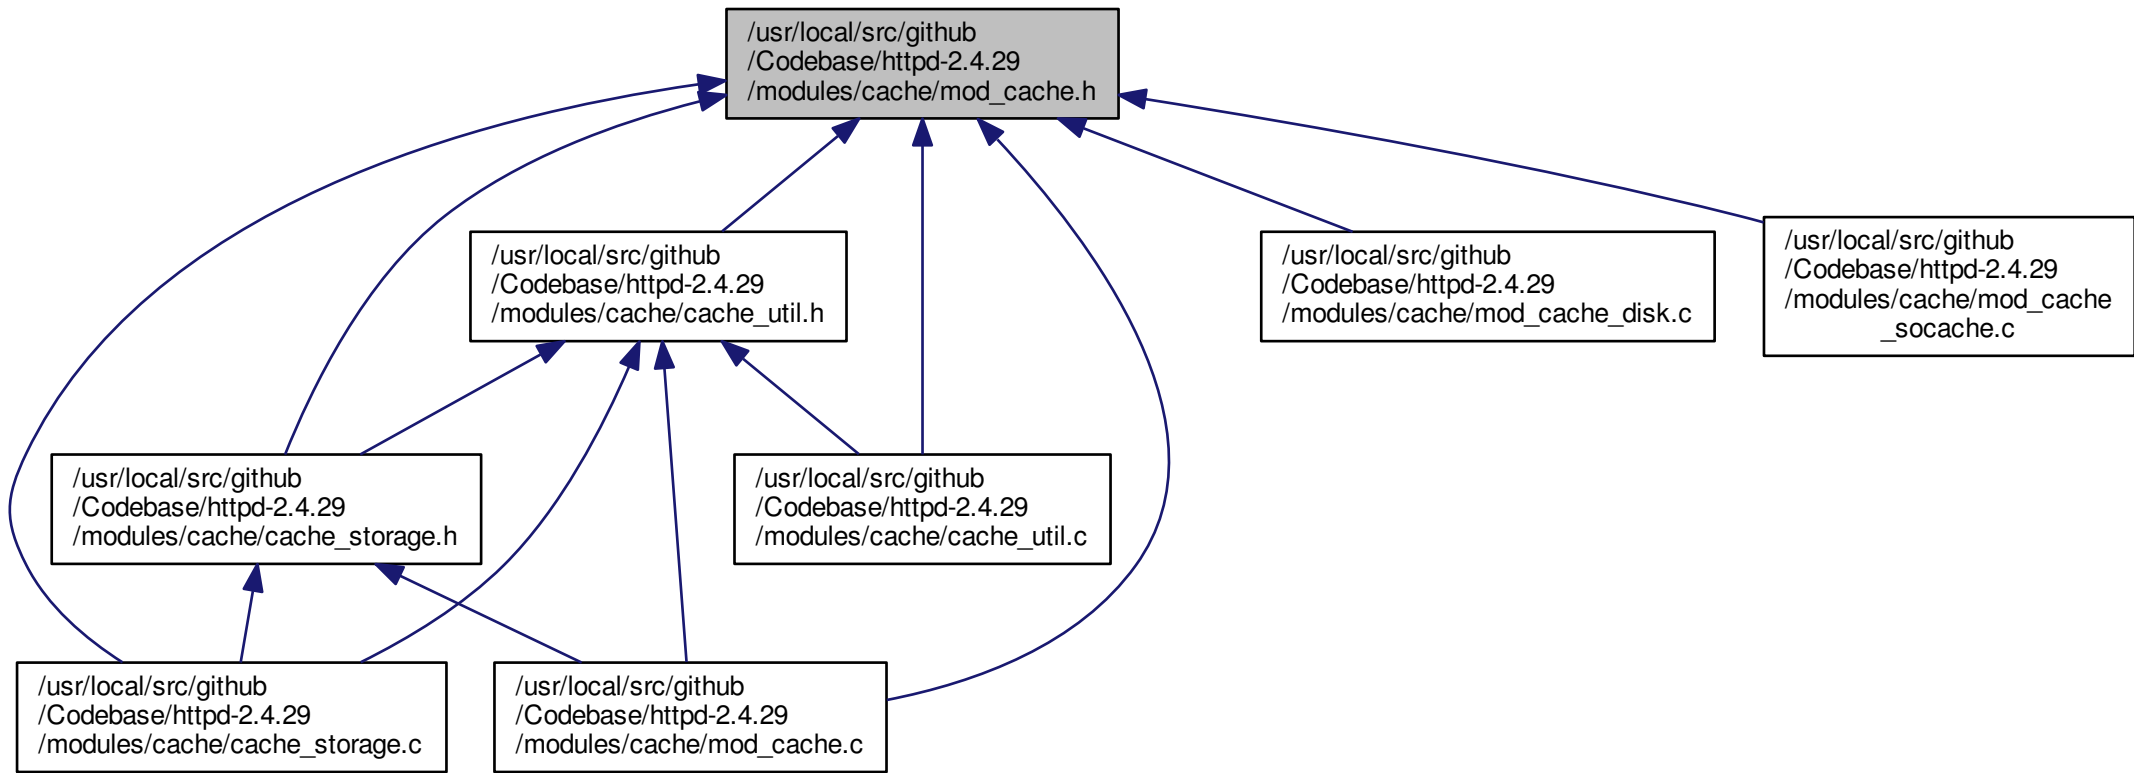 /usr/local/src/github
/Codebase/httpd-2.4.29
/modules/cache/mod_cache.h
/usr/local/src/github
/Codebase/httpd-2.4.29
/modules/cache/cache_util.h
/usr/local/src/github
/Codebase/httpd-2.4.29
/modules/cache/mod_cache_disk.c
/usr/local/src/github
/Codebase/httpd-2.4.29
/modules/cache/mod_cache
_socache.c
/usr/local/src/github
/Codebase/httpd-2.4.29
/modules/cache/cache_storage.h
/usr/local/src/github
/Codebase/httpd-2.4.29
/modules/cache/cache_util.c
/usr/local/src/github
/Codebase/httpd-2.4.29
/modules/cache/cache_storage.c
/usr/local/src/github
/Codebase/httpd-2.4.29
/modules/cache/mod_cache.c